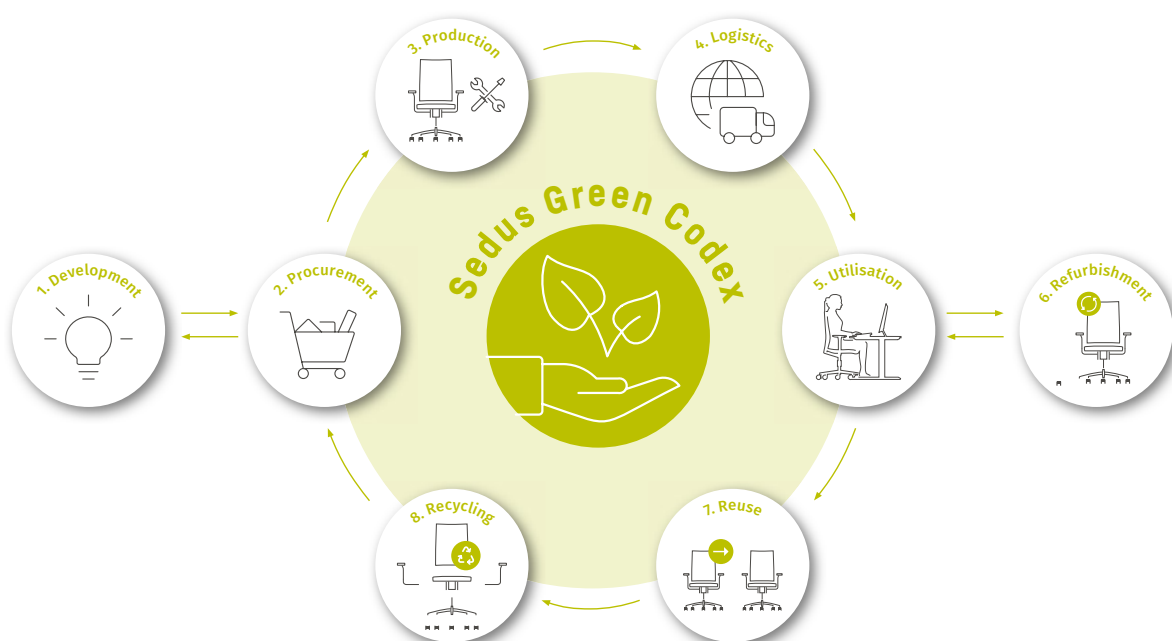 Sedus Green Codex
1. Development
2. Procurement
3. Production
4. Logistics
5. Utilisation
6. Refurbishment
7. Reuse
8. Recycling